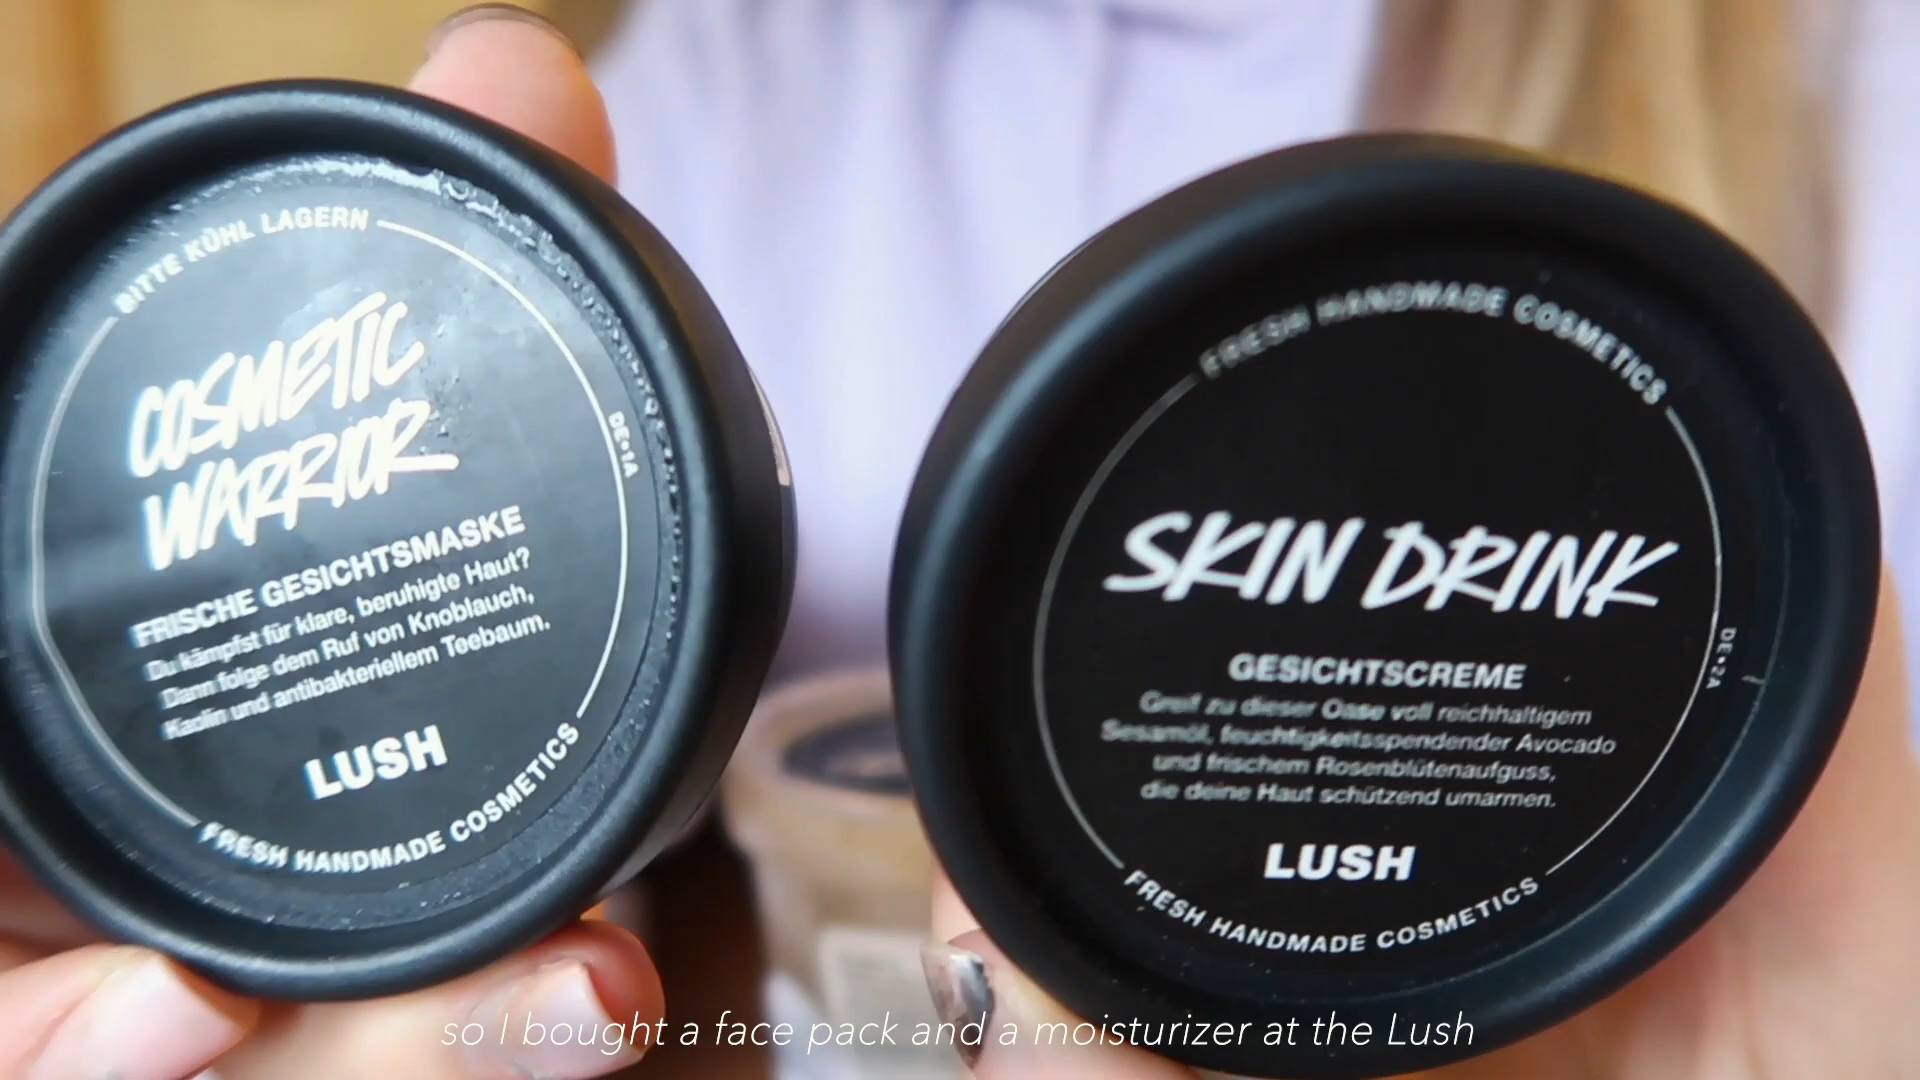 BITTE KÜHL LAGERN
COSMETIC
WARRIOR
FRISCHE GESICHTSMASKE
Du kämpfst für klare, beruhigte Haut?
Dann folge dem Ruf von Knoblauch,
Kaolin und antibakteriellem Teebaum.
LUSH
FRESH HANDMADE COSMETICS
DE•1A
FRESH HANDMADE COSMETICS
SKIN DRINK
GESICHTSCREME
Greif zu dieser Oase voll reichhaltigem
Sesamöl, feuchtigkeitsspendender Avocado
und frischem Rosenblütenaufguss,
die deine Haut schützend umarmen.
LUSH
FRESH HANDMADE COSMETICS
DE•2A
so I bought a face pack and a moisturizer at the Lush